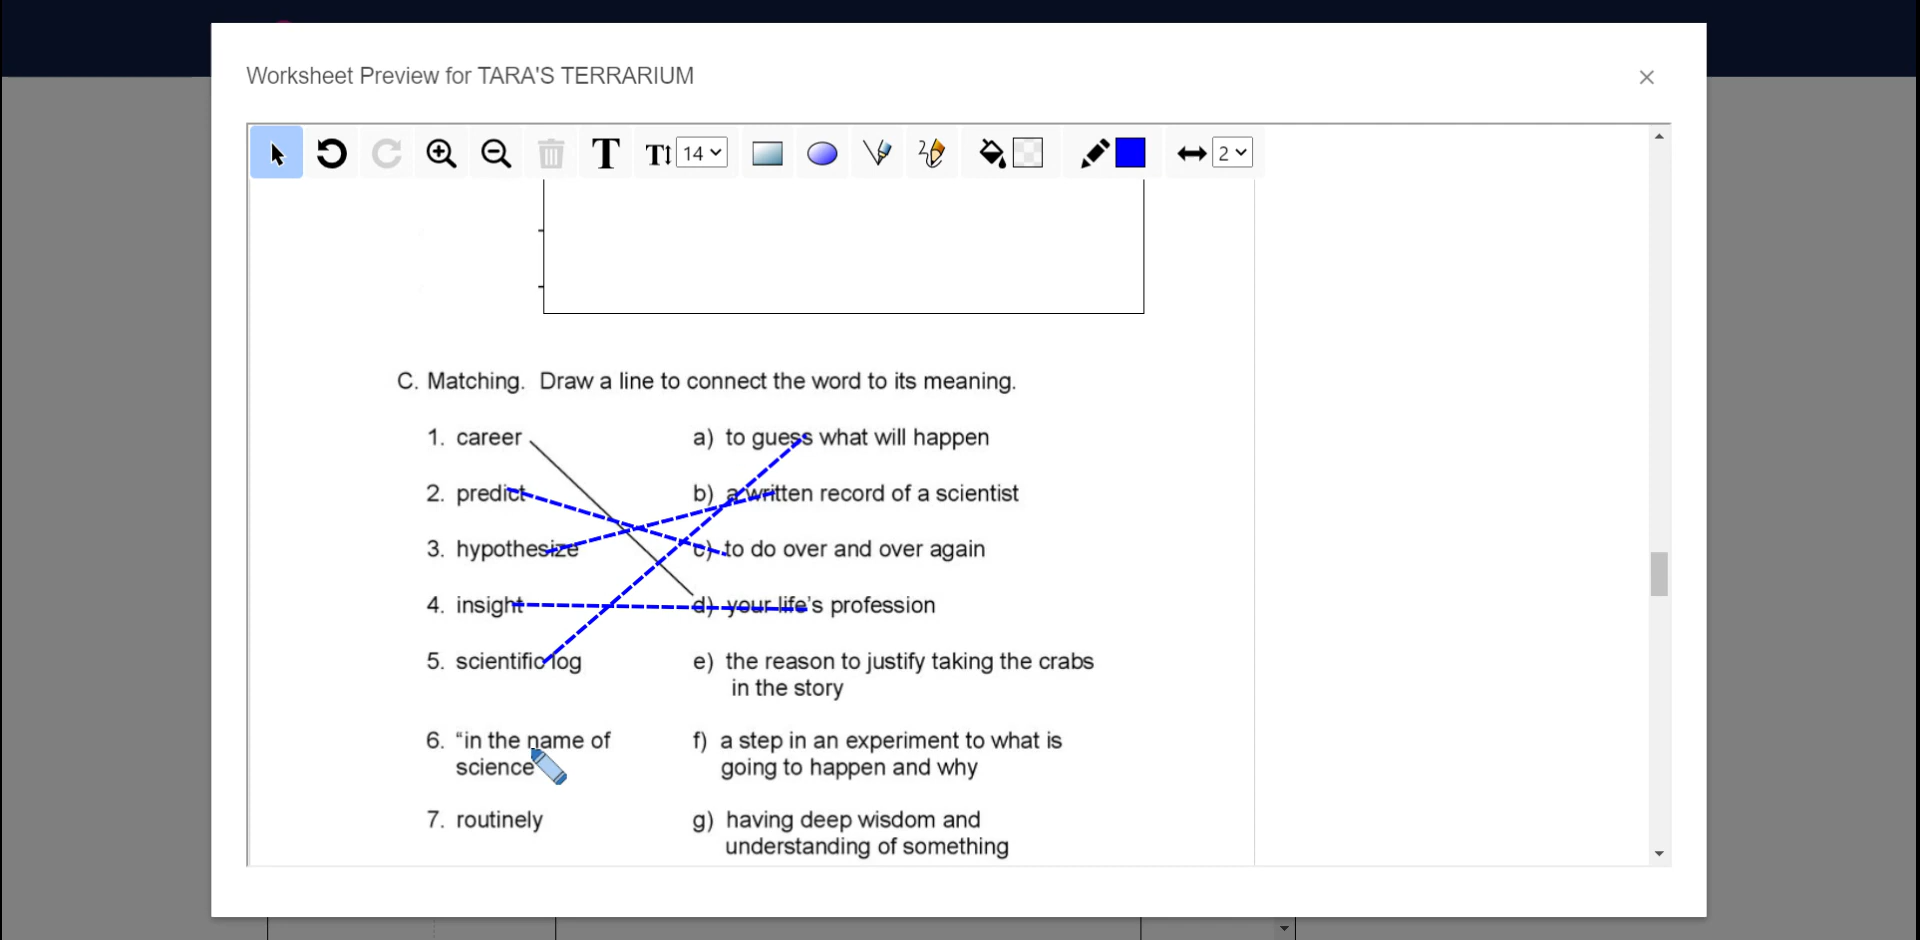 Worksheet Preview for TARA'S TERRARIUM
×
T T 14 2
C. Matching. Draw a line to connect the word to its meaning.
1. career a) to guess what will happen
2. predict b) a written record of a scientist
3. hypothesize c) to do over and over again
4. insight d) your life's profession
5. scientific log e) the reason to justify taking the crabs
in the story
6. “in the name of f) a step in an experiment to what is
science” going to happen and why
7. routinely g) having deep wisdom and
understanding of something